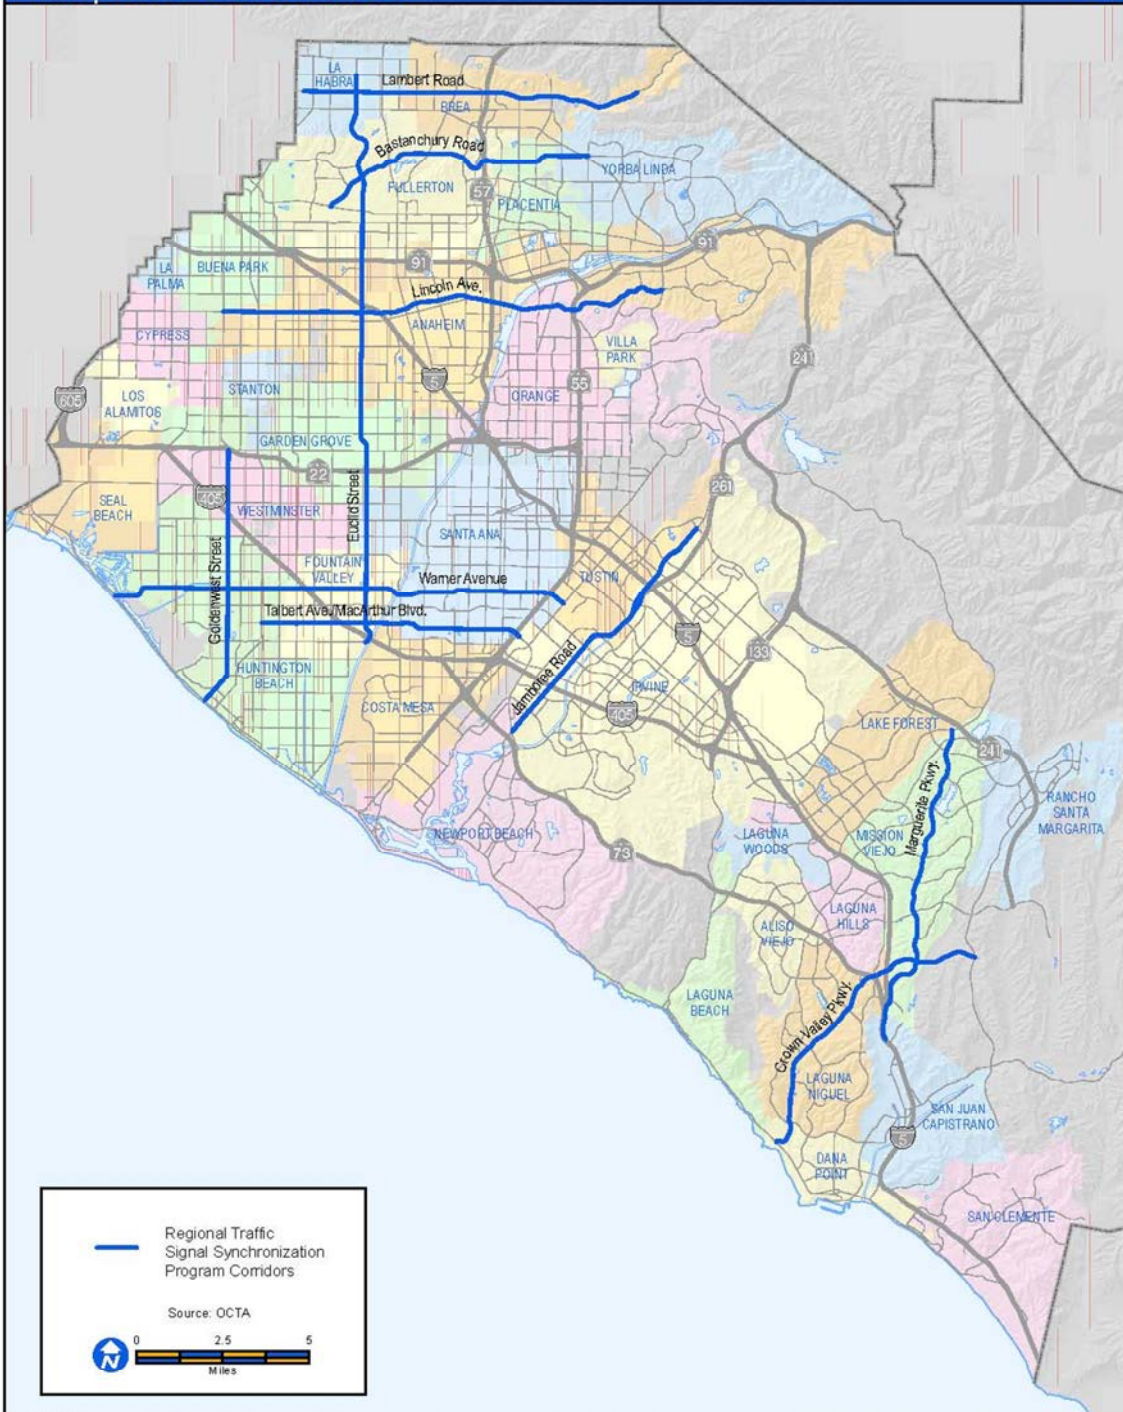 LA
HABRA
Lambert Road
BREA
Bastanchury Road
YORBA LINDA
FULLERTON
57
PLACENTIA
91
91
LA
PALMA
BUENA PARK
Lincoln Ave.
ANAHEIM
CYPRESS
VILLA
PARK
241
5
55
STANTON
ORANGE
605
LOS
ALAMITOS
GARDEN GROVE
22
261
405
SEAL
BEACH
WESTMINSTER
Euclid Street
SANTA ANA
FOUNTAIN
VALLEY
Warner Avenue
TUSTIN
Goldenwest Street
Talbert Ave./MacArthur Blvd.
5
133
HUNTINGTON
BEACH
Jamboree Road
IRVINE
COSTA MESA
405
LAKE FOREST
241
Marguerite Pkwy.
RANCHO
SANTA
MARGARITA
NEWPORT BEACH
LAGUNA
WOODS
MISSION
VIEJO
73
LAGUNA
HILLS
ALISO
VIEJO
LAGUNA
BEACH
Crown Valley Pkwy.
LAGUNA
NIGUEL
SAN JUAN
CAPISTRANO
5
DANA
POINT
SAN CLEMENTE
Regional Traffic
Signal Synchronization
Program Corridors
Source: OCTA
0 2.5 5
Miles
N